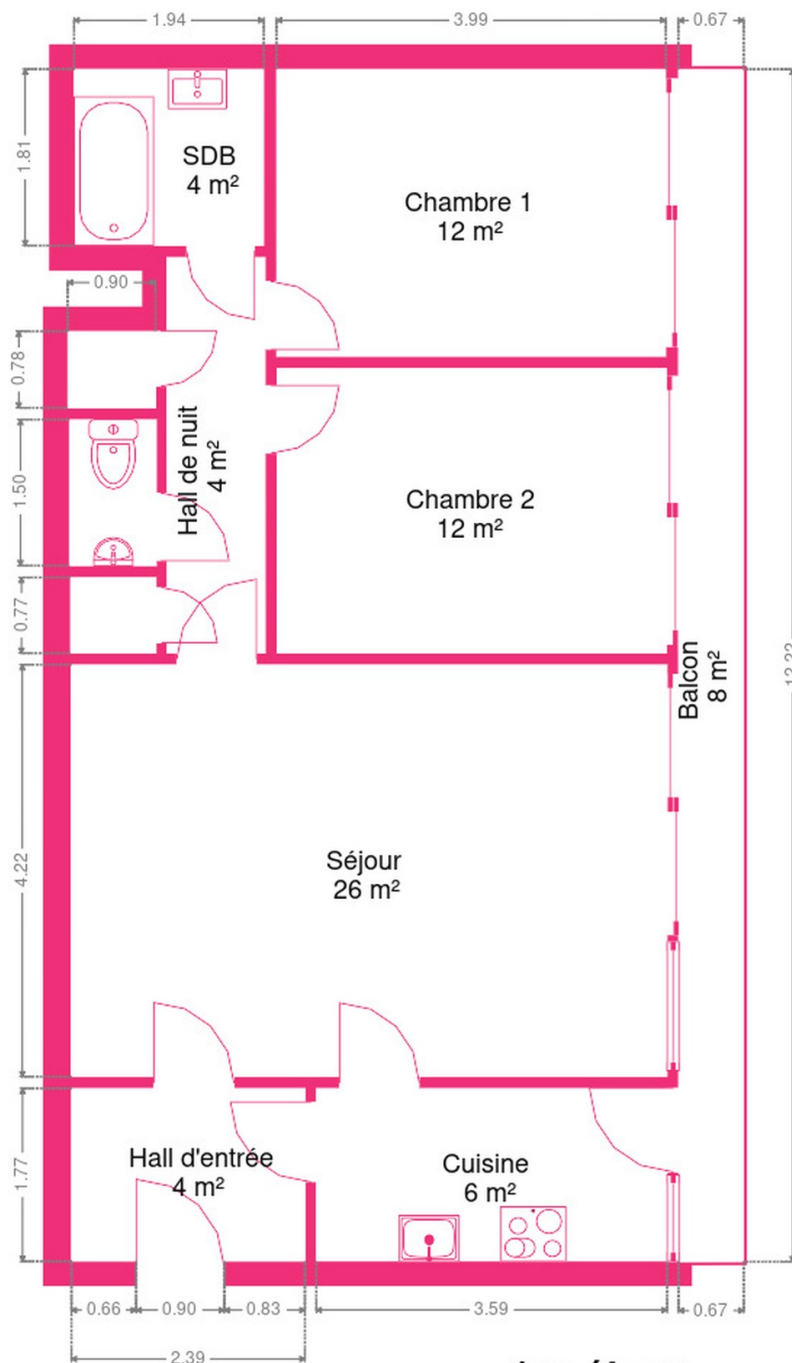 1.94
3.99
0.67
1.81
SDB
4 m²
Chambre 1
12 m²
0.90
0.78
Hall de nuit
4 m²
1.50
Chambre 2
12 m²
0.77
Balcon
8 m²
4.22
Séjour
26 m²
1.77
Hall d'entrée
4 m²
Cuisine
6 m²
0.66
0.90
0.83
3.59
0.67
2.39